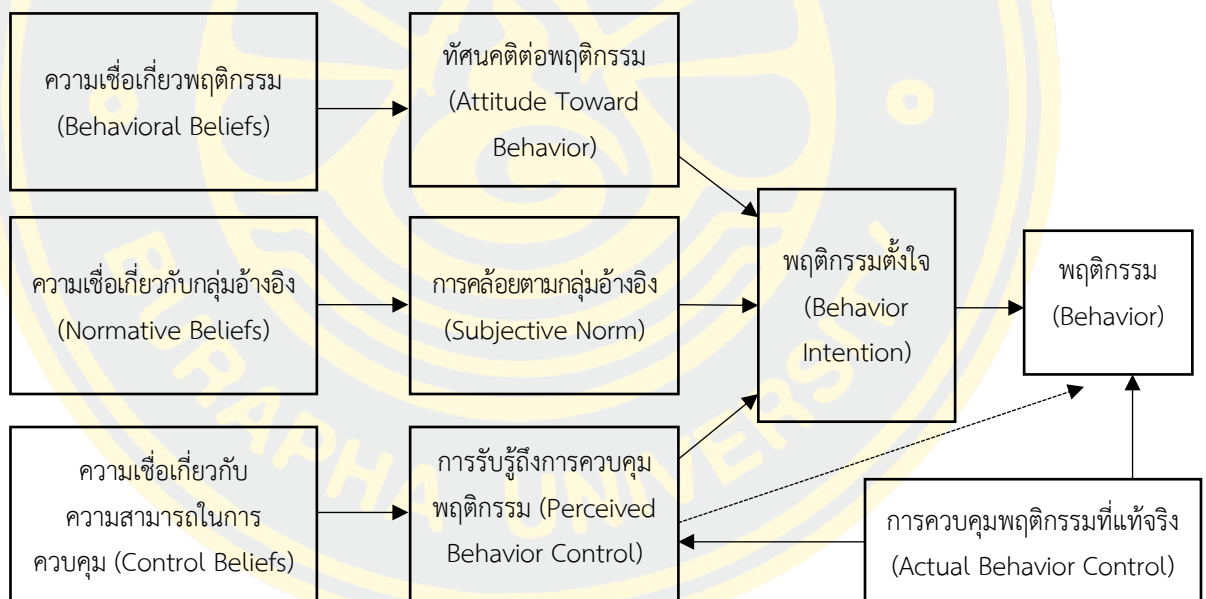 ความเชื่อเกี่ยวพฤติกรรม
(Behavioral Beliefs)
ทัศนคติต่อพฤติกรรม
(Attitude Toward
Behavior)
ความเชื่อเกี่ยวกับกลุ่มอ้างอิง
(Normative Beliefs)
การคล้อยตามกลุ่มอ้างอิง
(Subjective Norm)
พฤติกรรมตั้งใจ
(Behavior
Intention)
พฤติกรรม
(Behavior)
ความเชื่อเกี่ยวกับ
ความสามารถในการ
ควบคุม (Control Beliefs)
การรับรู้ถึงการควบคุม
พฤติกรรม (Perceived
Behavior Control)
การควบคุมพฤติกรรมที่แท้จริง
(Actual Behavior Control)
BURAPHA UNIVERSITY